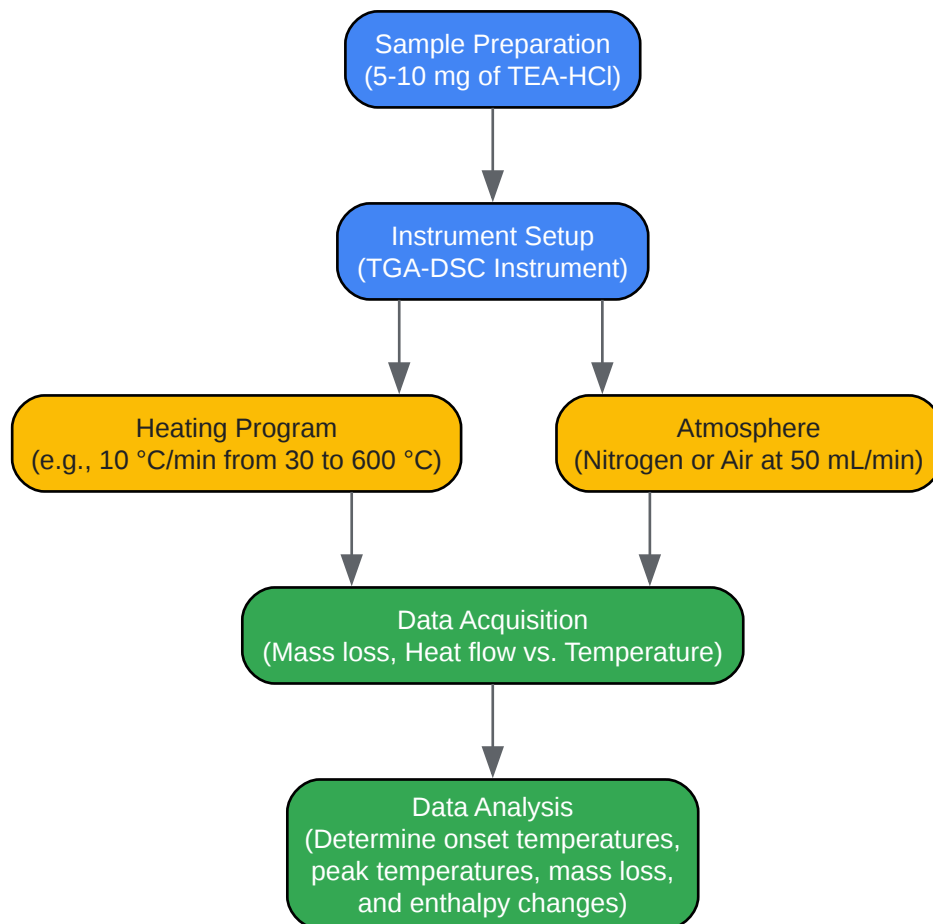 Sample Preparation
(5-10 mg of TEA-HCl)
Instrument Setup
(TGA-DSC Instrument)
Heating Program
(e.g., 10 °C/min from 30 to 600 °C)
Atmosphere
(Nitrogen or Air at 50 mL/min)
Data Acquisition
(Mass loss, Heat flow vs. Temperature)
Data Analysis
(Determine onset temperatures,
peak temperatures, mass loss,
and enthalpy changes)